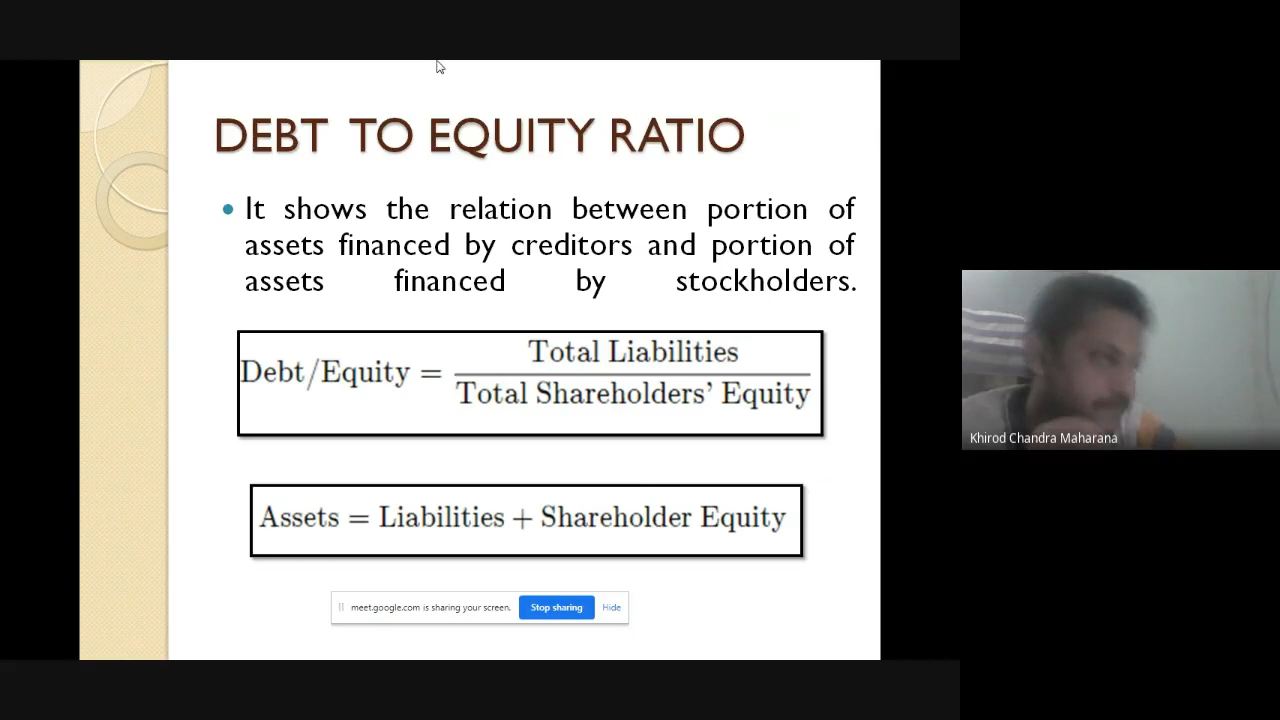 DEBT TO EQUITY RATIO
It shows the relation between portion of
assets financed by creditors and portion of
assets financed by stockholders.
Debt/Equity = Total Liabilities
Total Shareholders' Equity
Assets = Liabilities + Shareholder Equity
meet.google.com is sharing your screen. Stop sharing Hide
Khirod Chandra Maharana